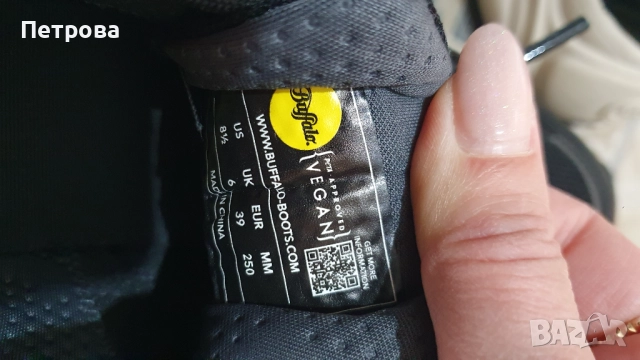 Петрова
Buffalo.
{ PETA APPROVED
VEGAN }
GET MORE
INFORMATION
WWW.BUFFALO-BOOTS.COM
US UK EUR MM
8½ 6 39 250
MADE IN CHINA
BAZAR